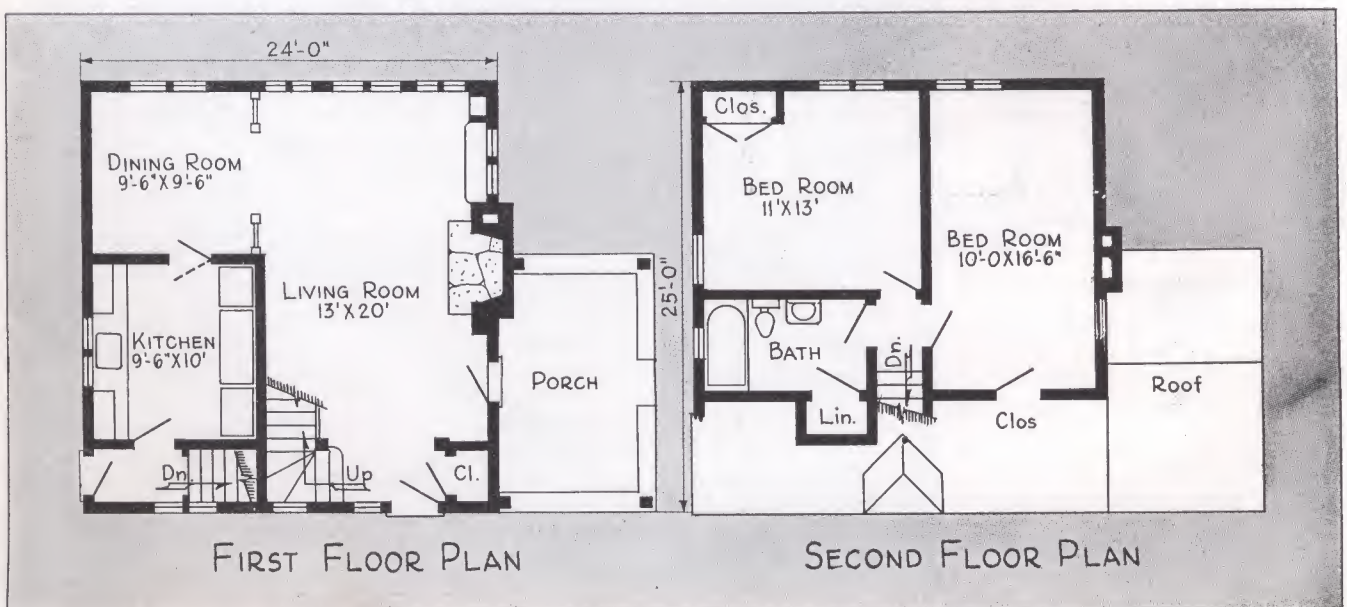 24'-0"
DINING ROOM
9'-6"X9'-6"
LIVING ROOM
13'X20'
KITCHEN
9'-6"X10'
PORCH
Dn.
Up
Cl.
FIRST FLOOR PLAN
25'-0"
Clos.
BED ROOM
11'X13'
BED ROOM
10'-0X16'-6"
BATH
Dn.
Lin.
Clos
Roof
SECOND FLOOR PLAN